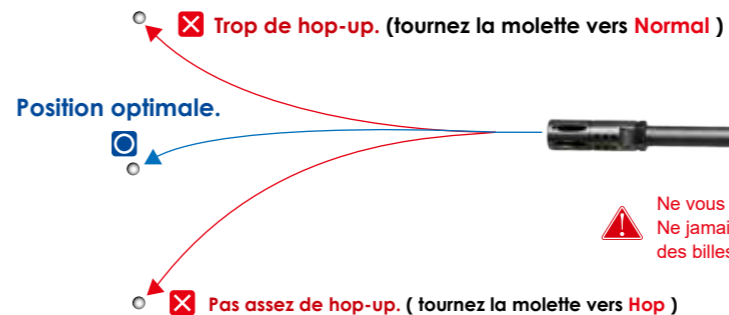 Trop de hop-up. (tournez la molette vers Normal )
Position optimale.
Ne vous
Ne jamai
des billes
Pas assez de hop-up. ( tournez la molette vers Hop )